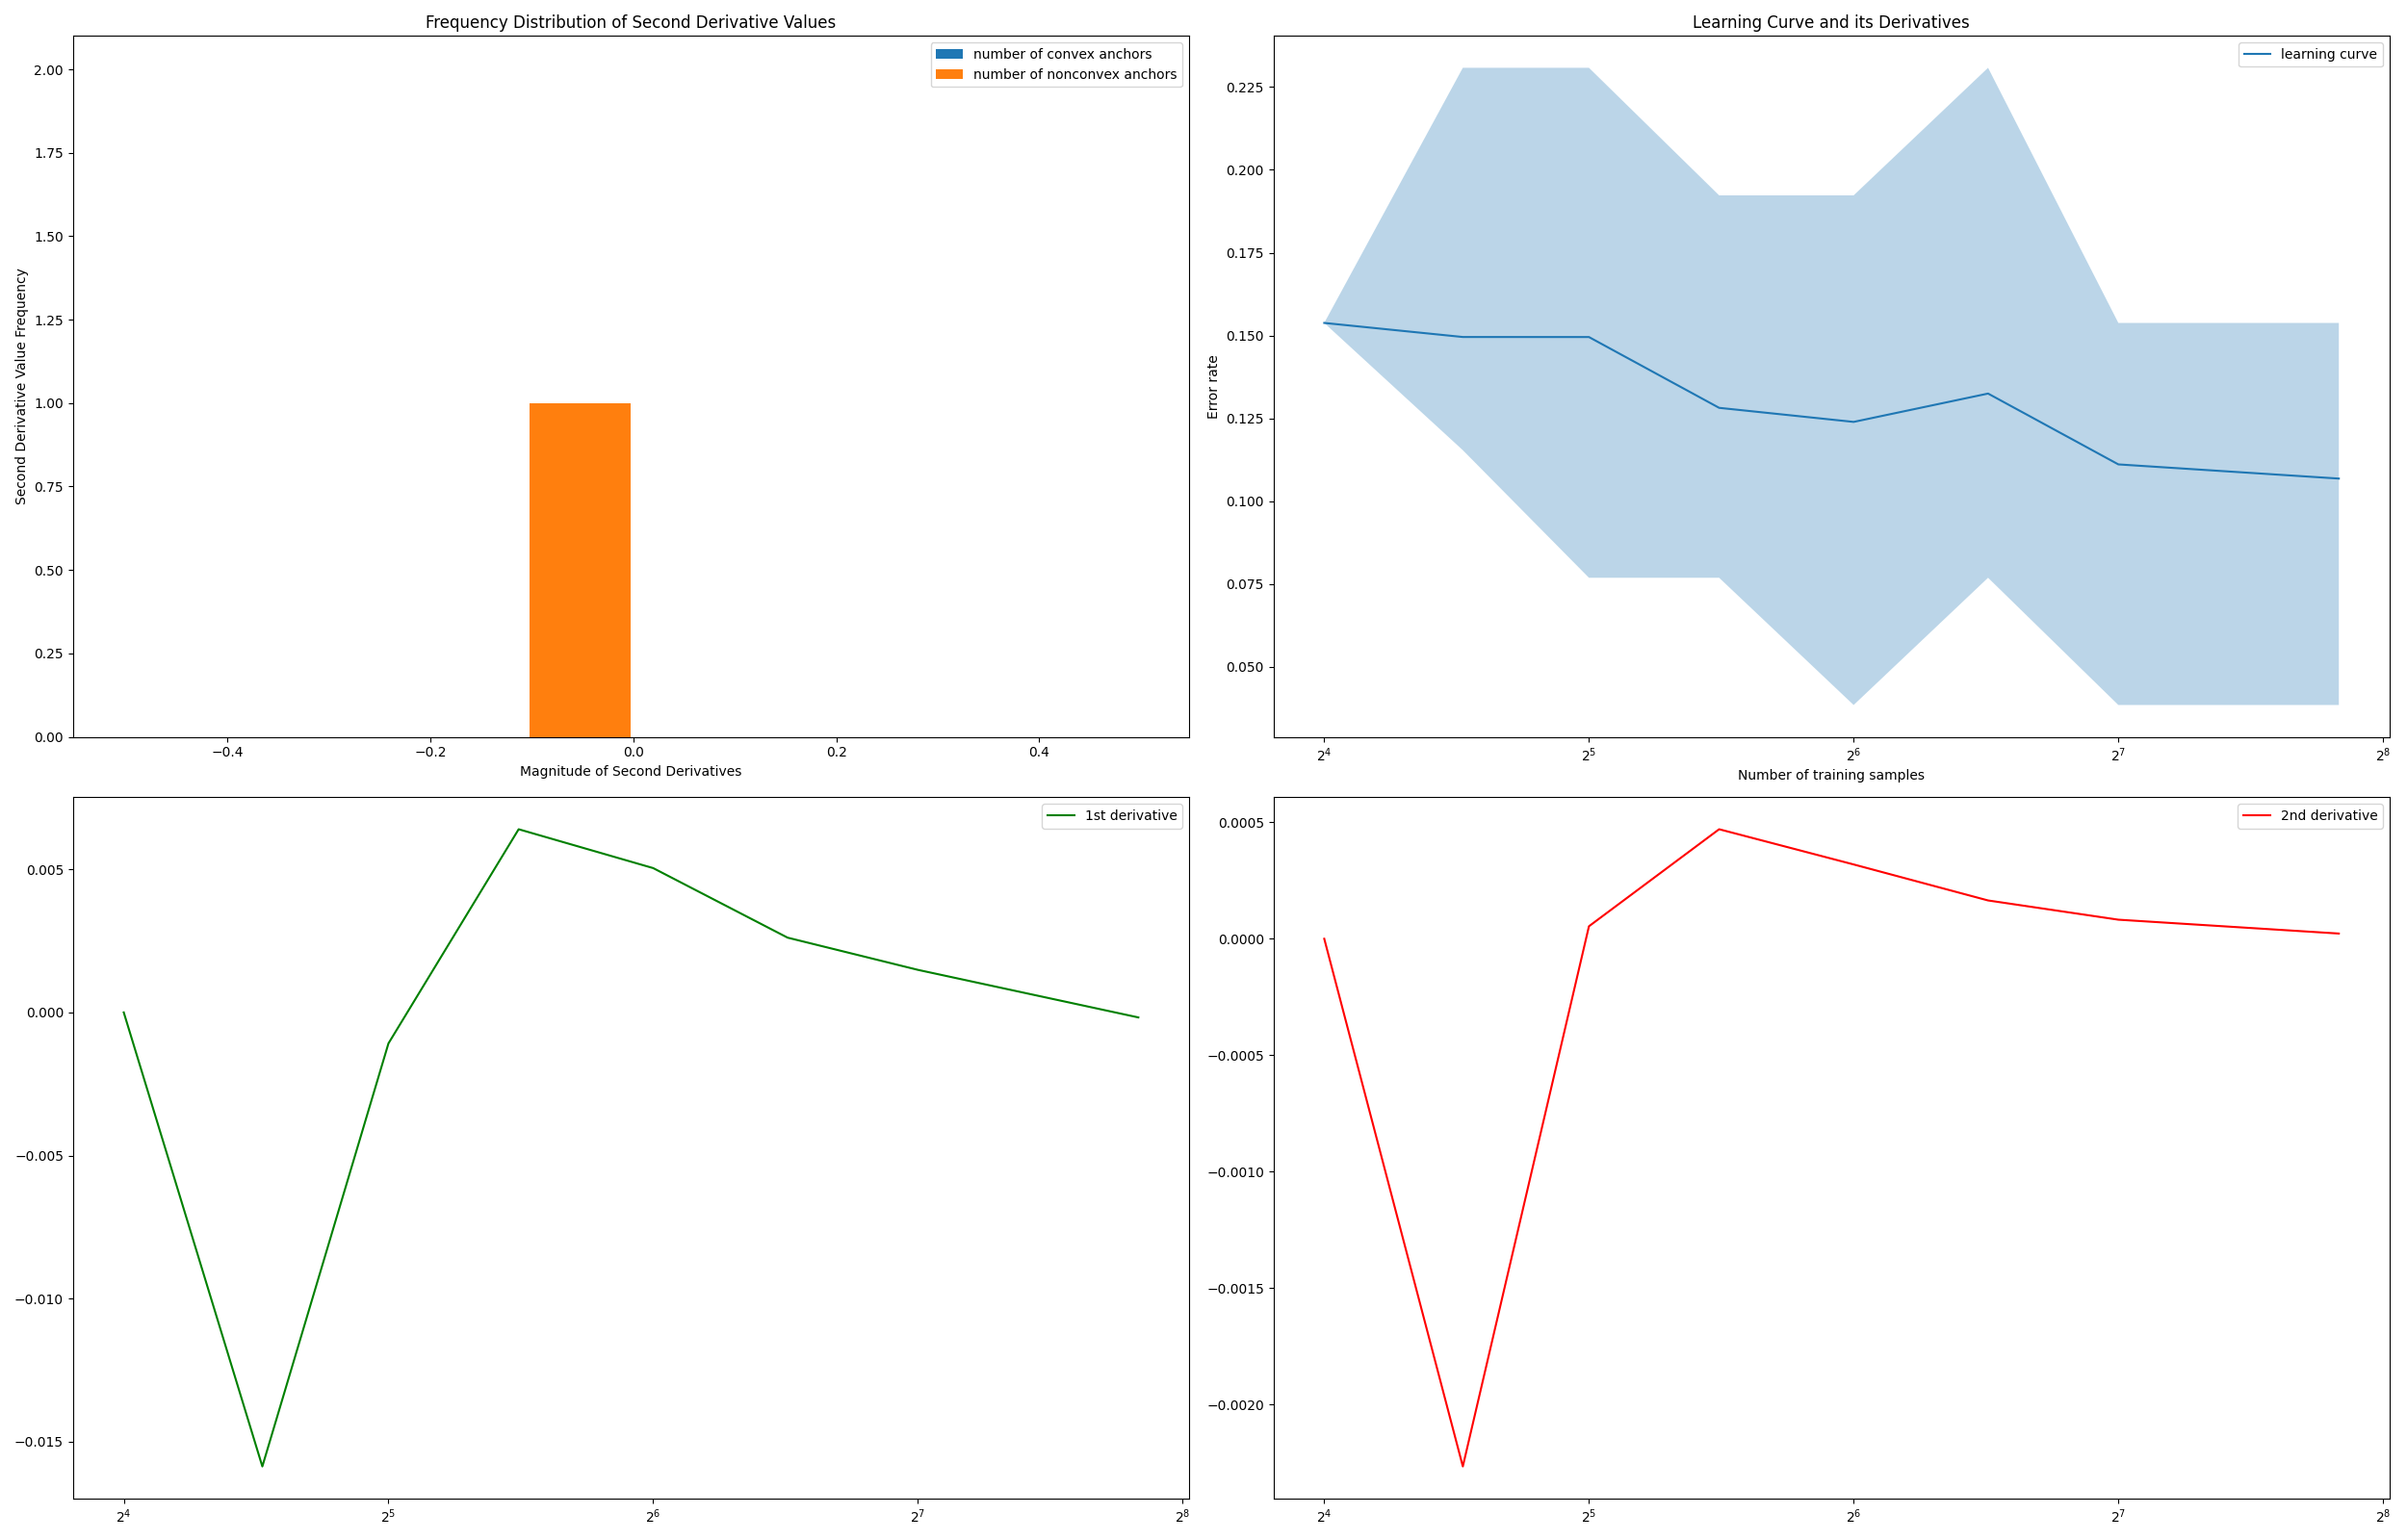 Frequency Distribution of Second Derivative Values
number of convex anchors
number of nonconvex anchors
2.00
1.75
1.50
1.25
1.00
0.75
0.50
0.25
0.00
Second Derivative Value Frequency
−0.4 −0.2 0.0 0.2 0.4
Magnitude of Second Derivatives
Learning Curve and its Derivatives
learning curve
0.225
0.200
0.175
0.150
0.125
0.100
0.075
0.050
Error rate
2⁴ 2⁵ 2⁶ 2⁷ 2⁸
Number of training samples
1st derivative
0.005
0.000
−0.005
−0.010
−0.015
2⁴ 2⁵ 2⁶ 2⁷ 2⁸
2nd derivative
0.0005
0.0000
−0.0005
−0.0010
−0.0015
−0.0020
2⁴ 2⁵ 2⁶ 2⁷ 2⁸